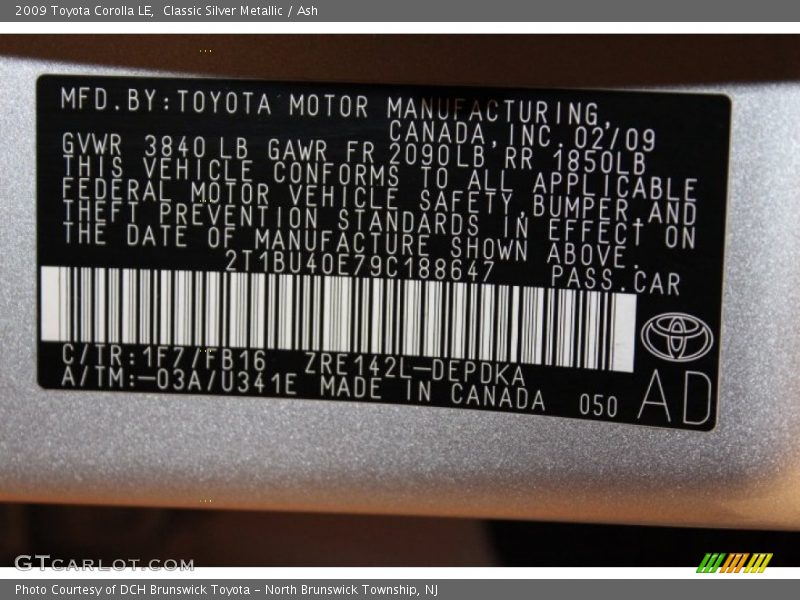 2009 Toyota Corolla LE,  Classic Silver Metallic / Ash
MFD.BY:TOYOTA MOTOR MANUFACTURING,
CANADA,INC.02/09
GVWR 3840 LB GAWR FR 2090LB RR 1850LB
THIS VEHICLE CONFORMS TO ALL APPLICABLE
FEDERAL MOTOR VEHICLE SAFETY,BUMPER,AND
THEFT PREVENTION STANDARDS IN EFFECT ON
THE DATE OF MANUFACTURE SHOWN ABOVE.
2T1BU40E79C188647 PASS.CAR
C/TR:1F7/FB16 ZRE142L-DEPDKA
A/TM:-03A/U341E MADE IN CANADA 050 AD
GTCARLOT.COM
Photo Courtesy of DCH Brunswick Toyota - North Brunswick Township, NJ